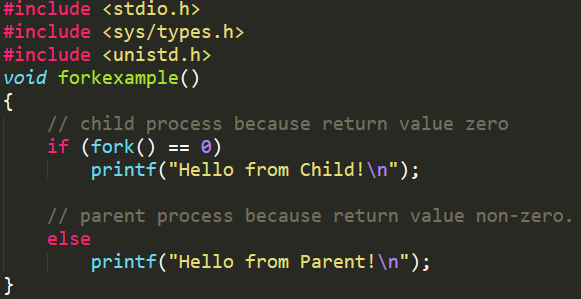 #include <stdio.h>
#include <sys/types.h>
#include <unistd.h>
void forkexample()
{
    // child process because return value zero
    if (fork() == 0)
        printf("Hello from Child!\n");

    // parent process because return value non-zero.
    else
        printf("Hello from Parent!\n");
}